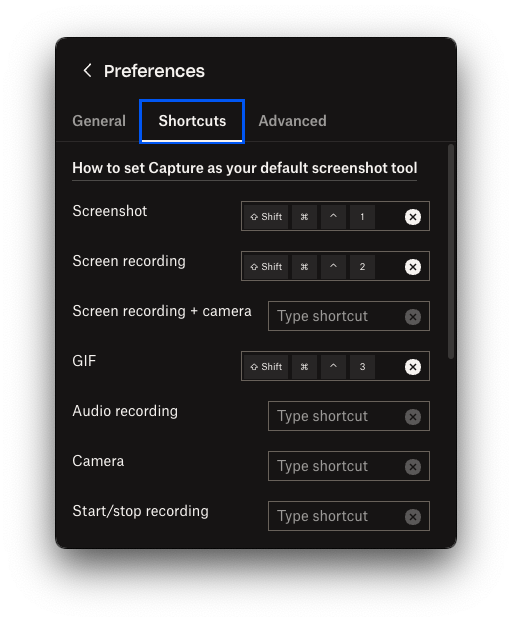 Preferences
General Shortcuts Advanced
How to set Capture as your default screenshot tool
Screenshot ⇧ Shift ⌘ ^ 1
Screen recording ⇧ Shift ⌘ ^ 2
Screen recording + camera Type shortcut
GIF ⇧ Shift ⌘ ^ 3
Audio recording Type shortcut
Camera Type shortcut
Start/stop recording Type shortcut